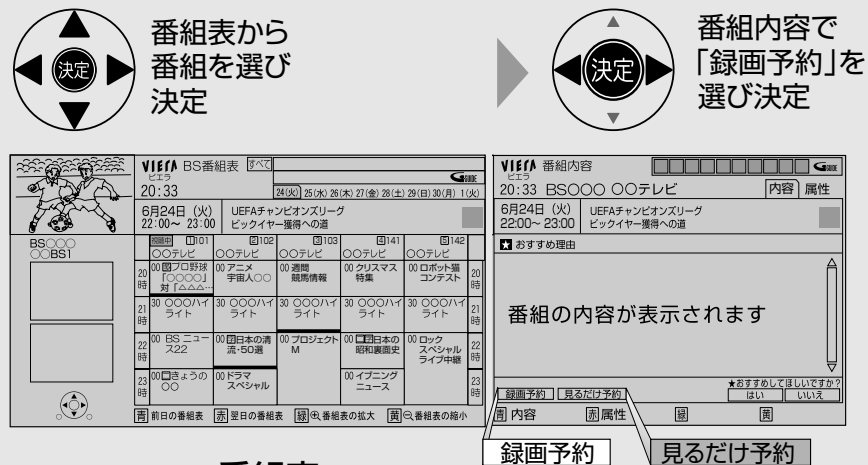 決定
番組表から
番組を選び
決定
決定
番組内容で
「録画予約」を
選び決定
VIERA BS番組表 すべて
ビエラ
GGUIDE
20:33
24(火) 25(水) 26(木) 27(金) 28(土) 29(日) 30(月) 1(火)
6月24日 (火)
22:00~ 23:00
UEFAチャンピオンズリーグ
ビックイヤー獲得への道
BS○○○
○○BS1
視聴中 1101 2102 3103 4141 5142
○○テレビ ○○テレビ ○○テレビ ○○テレビ ○○テレビ
20時
00 プロ野球
「○○○○」
対「△△△…
00 アニメ
宇宙人○○
00 週間
競馬情報
00 クリスマス
特集
00 ロボット猫
コンテスト
20時
21時
30 ○○○ハイ
ライト
30 ○○○ハイ
ライト
30 ○○○ハイ
ライト
30 ○○○ハイ
ライト
30 ○○○ハイ
ライト
21時
22時
00 BS ニュー
ス22
00 日本の清
流・50選
00 プロジェクト
M
00 日本の
昭和裏面史
00 ロック
スペシャル
ライブ中継
22時
23時
00 きょうの
○○
00 ドラマ
スペシャル
00 イブニング
ニュース
23時
青 前日の番組表 赤 翌日の番組表 緑 番組表の拡大 黄 番組表の縮小
VIERA 番組内容
ビエラ
GGUIDE
20:33 BS○○○ ○○テレビ 内容 属性
6月24日 (火)
22:00~ 23:00
UEFAチャンピオンズリーグ
ビックイヤー獲得への道
★ おすすめ理由
番組の内容が表示されます
★おすすめしてほしいですか?
録画予約 見るだけ予約 はい いいえ
青 内容 赤 属性 緑 黄
録画予約 見るだけ予約